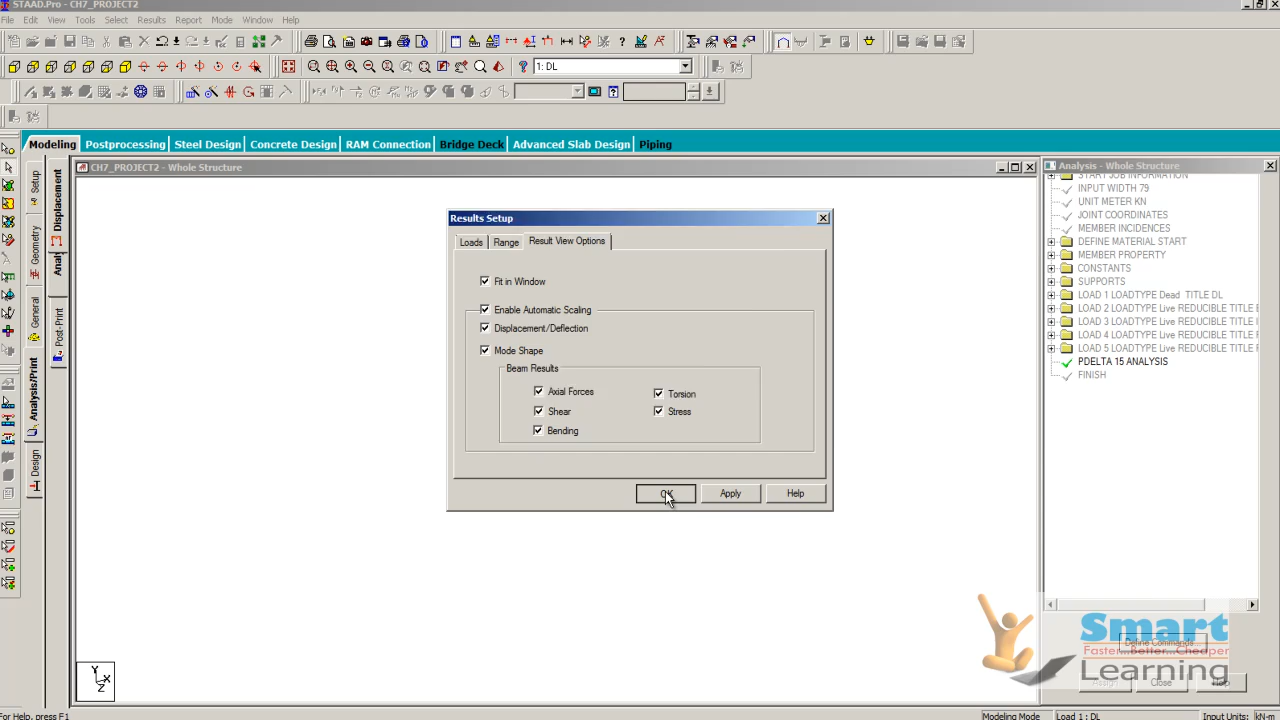 STAAD.Pro - CH7_PROJECT2
File Edit View Tools Select Results Report Mode Window Help
1: DL
Modeling Postprocessing Steel Design Concrete Design RAM Connection Bridge Deck Advanced Slab Design Piping
CH7_PROJECT2 - Whole Structure
Setup
Geometry
General
Analysis/Print
Design
Displacement
Post-Print
Results Setup
Loads Range Result View Options
Fit in Window
Enable Automatic Scaling
Displacement/Deflection
Mode Shape
Beam Results
Axial Forces Torsion
Shear Stress
Bending
OK Apply Help
Analysis - Whole Structure
START JOB INFORMATION
INPUT WIDTH 79
UNIT METER KN
JOINT COORDINATES
MEMBER INCIDENCES
DEFINE MATERIAL START
MEMBER PROPERTY
CONSTANTS
SUPPORTS
LOAD 1 LOADTYPE Dead TITLE DL
LOAD 2 LOADTYPE Live REDUCIBLE TITLE
LOAD 3 LOADTYPE Live REDUCIBLE TITLE
LOAD 4 LOADTYPE Live REDUCIBLE TITLE
LOAD 5 LOADTYPE Live REDUCIBLE TITLE
PDELTA 15 ANALYSIS
FINISH
Define Commands...
Smart
Faster...Better...Cheaper
Learning
Assign Close Help
Y
X
Z
For Help, press F1
Modeling Mode Load 1 : DL Input Units: kN-m